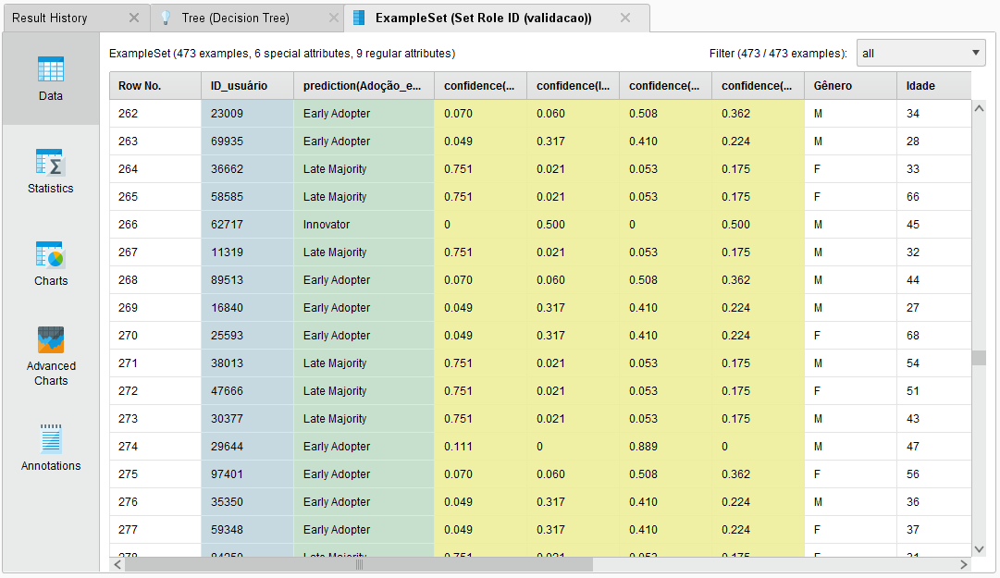 Result History
Tree (Decision Tree)
ExampleSet (Set Role ID (validacao))
Data
Statistics
Charts
Advanced
Charts
Annotations
ExampleSet (473 examples, 6 special attributes, 9 regular attributes)
Filter (473 / 473 examples): all
Row No. ID_usuário prediction(Adoção_e... confidence(... confidence(I... confidence(... confidence(... Gênero Idade
262 23009 Early Adopter 0.070 0.060 0.508 0.362 M 34
263 69935 Early Adopter 0.049 0.317 0.410 0.224 M 28
264 36662 Late Majority 0.751 0.021 0.053 0.175 F 33
265 58585 Late Majority 0.751 0.021 0.053 0.175 F 66
266 62717 Innovator 0 0.500 0 0.500 M 45
267 11319 Late Majority 0.751 0.021 0.053 0.175 M 32
268 89513 Early Adopter 0.070 0.060 0.508 0.362 M 44
269 16840 Early Adopter 0.049 0.317 0.410 0.224 M 27
270 25593 Early Adopter 0.049 0.317 0.410 0.224 F 68
271 38013 Late Majority 0.751 0.021 0.053 0.175 M 54
272 47666 Late Majority 0.751 0.021 0.053 0.175 F 51
273 30377 Late Majority 0.751 0.021 0.053 0.175 M 43
274 29644 Early Adopter 0.111 0 0.889 0 M 47
275 97401 Early Adopter 0.070 0.060 0.508 0.362 F 56
276 35350 Early Adopter 0.049 0.317 0.410 0.224 M 36
277 59348 Early Adopter 0.049 0.317 0.410 0.224 F 37
278 Late Majority 0.751 0.021 0.053 0.175